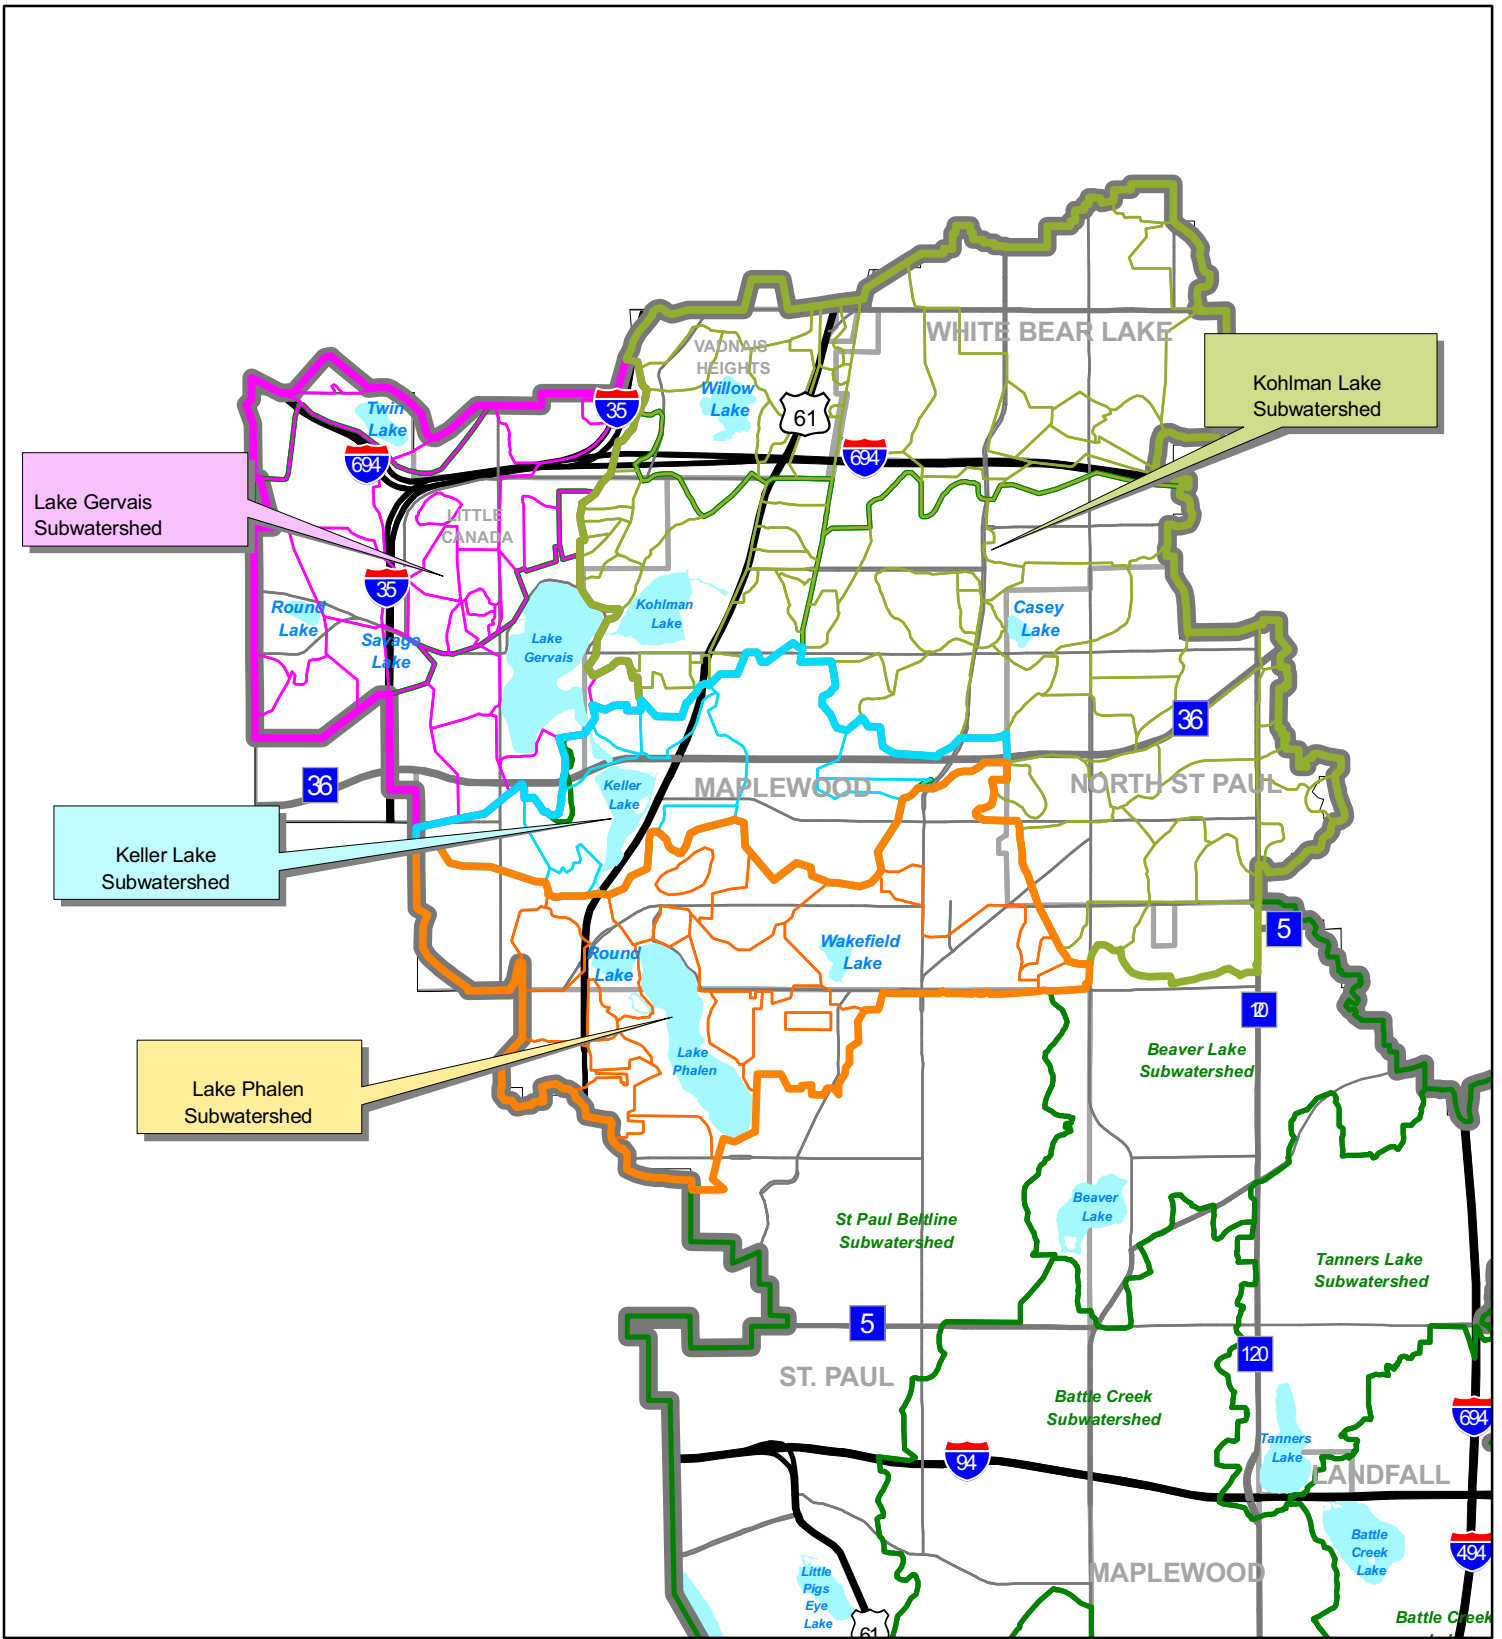 WHITE BEAR LAKE
VADNAIS
HEIGHTS
Willow
Lake
Kohlman Lake
Subwatershed
Twin
Lake
35
61
694
694
Lake Gervais
Subwatershed
LITTLE
CANADA
35
Round
Lake
Savage
Lake
Lake
Gervais
Kohlman
Lake
Casey
Lake
36
36
MAPLEWOOD
NORTH ST PAUL
Keller
Lake
Keller Lake
Subwatershed
5
Round
Lake
Wakefield
Lake
120
Lake Phalen
Subwatershed
Lake
Phalen
Beaver Lake
Subwatershed
Beaver
Lake
St Paul Beltline
Subwatershed
Tanners Lake
Subwatershed
5
120
ST. PAUL
Battle Creek
Subwatershed
694
Tanners
Lake
94
LANDFALL
Battle
Creek
Lake
494
MAPLEWOOD
Little
Pigs
Eye
Lake
61
Battle Creek